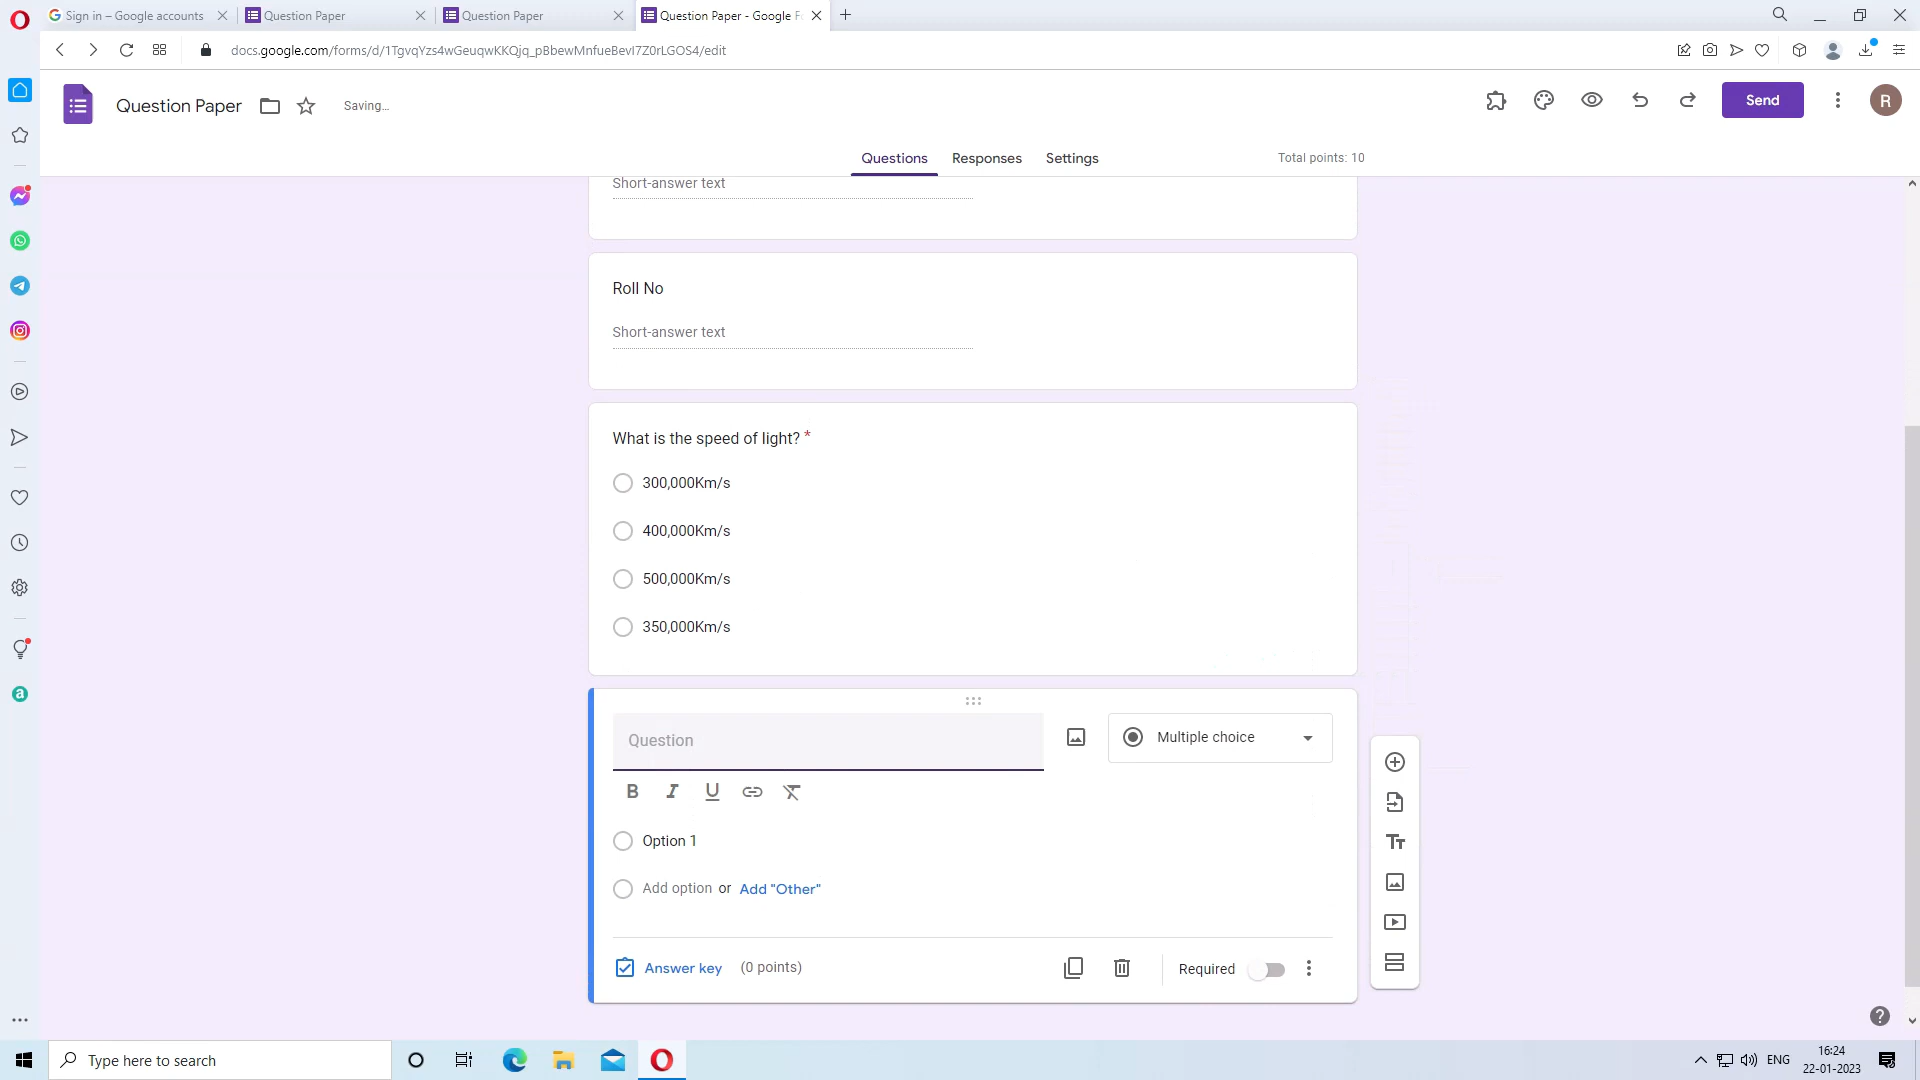 Sign in – Google accounts
Question Paper
Question Paper
Question Paper - Google F
docs.google.com/forms/d/1TgvqYzs4wGeuqwKKQjq_pBbewMnfueBevI7Z0rLGOS4/edit
Question Paper
Saving...
Send
R
Questions
Responses
Settings
Total points: 10
Short-answer text
Roll No
Short-answer text
What is the speed of light? *
300,000Km/s
400,000Km/s
500,000Km/s
350,000Km/s
Question
Multiple choice
B I U
Option 1
Add option or Add "Other"
Answer key (0 points)
Required
Type here to search
ENG
16:24
22-01-2023